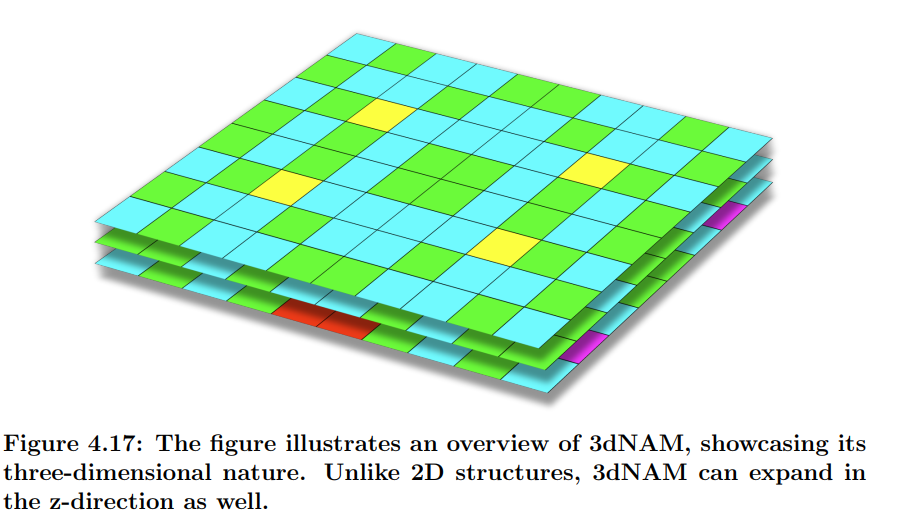 Figure 4.17: The figure illustrates an overview of 3dNAM, showcasing its
three-dimensional nature. Unlike 2D structures, 3dNAM can expand in
the z-direction as well.